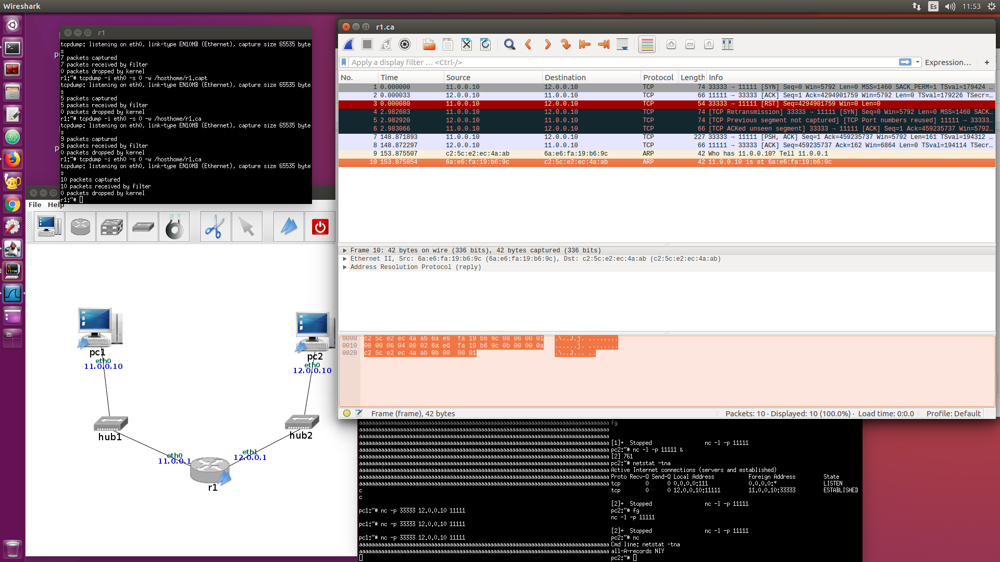 Wireshark
Es
11:53
r1
tcpdump: listening on eth0, link-type EN10MB (Ethernet), capture size 65535 byte
s
7 packets captured
7 packets received by filter
0 packets dropped by kernel
r1:~# tcpdump -i eth0 -s 0 -w /hosthome/r1.capt
tcpdump: listening on eth0, link-type EN10MB (Ethernet), capture size 65535 byte
s
5 packets captured
5 packets received by filter
0 packets dropped by kernel
r1:~# tcpdump -i eth0 -s 0 -w /hosthome/r1.ca
tcpdump: listening on eth0, link-type EN10MB (Ethernet), capture size 65535 byte
s
9 packets captured
9 packets received by filter
0 packets dropped by kernel
r1:~# tcpdump -i eth0 -s 0 -w /hosthome/r1.ca
tcpdump: listening on eth0, link-type EN10MB (Ethernet), capture size 65535 byte
s
10 packets captured
10 packets received by filter
0 packets dropped by kernel
r1:~#
File Help
pc1
eth0
11.0.0.10
pc2
eth0
12.0.0.10
hub1
hub2
eth0
11.0.0.1
eth1
12.0.0.1
r1
r1.ca
Apply a display filter … <Ctrl-/>
Expression… +
No. Time Source Destination Protocol Length Info
1 0.000000 11.0.0.10 12.0.0.10 TCP 74 33333 → 11111 [SYN] Seq=0 Win=5792 Len=0 MSS=1460 SACK_PERM=1 TSval=179424 …
2 0.000033 12.0.0.10 11.0.0.10 TCP 66 11111 → 33333 [ACK] Seq=1 Ack=4294901759 Win=5792 Len=0 TSval=179226 TSecr=…
3 0.000080 11.0.0.10 12.0.0.10 TCP 54 33333 → 11111 [RST] Seq=4294901759 Win=0 Len=0
4 2.982603 11.0.0.10 12.0.0.10 TCP 74 [TCP Retransmission] 33333 → 11111 [SYN] Seq=0 Win=5792 Len=0 MSS=1460 SACK…
5 2.982920 12.0.0.10 11.0.0.10 TCP 74 [TCP Previous segment not captured] [TCP Port numbers reused] 11111 → 33333…
6 2.983066 11.0.0.10 12.0.0.10 TCP 66 [TCP ACKed unseen segment] 33333 → 11111 [ACK] Seq=1 Ack=459235737 Win=5792…
7 148.871893 11.0.0.10 12.0.0.10 TCP 227 33333 → 11111 [PSH, ACK] Seq=1 Ack=459235737 Win=5792 Len=161 TSval=194312 …
8 148.872297 12.0.0.10 11.0.0.10 TCP 66 11111 → 33333 [ACK] Seq=459235737 Ack=162 Win=6864 Len=0 TSval=194114 TSecr…
9 153.875507 c2:5c:e2:ec:4a:ab 6a:e6:fa:19:b6:9c ARP 42 Who has 11.0.0.10? Tell 11.0.0.1
10 153.875854 6a:e6:fa:19:b6:9c c2:5c:e2:ec:4a:ab ARP 42 11.0.0.10 is at 6a:e6:fa:19:b6:9c
Frame 10: 42 bytes on wire (336 bits), 42 bytes captured (336 bits)
Ethernet II, Src: 6a:e6:fa:19:b6:9c (6a:e6:fa:19:b6:9c), Dst: c2:5c:e2:ec:4a:ab (c2:5c:e2:ec:4a:ab)
Address Resolution Protocol (reply)
0000 c2 5c e2 ec 4a ab 6a e6 fa 19 b6 9c 08 06 00 01 .\..J.j. ........
0010 08 00 06 04 00 02 6a e6 fa 19 b6 9c 0b 00 00 0a ......j. ........
0020 c2 5c e2 ec 4a ab 0b 00 00 01 .\..J... ..
Frame (frame), 42 bytes
Packets: 10 · Displayed: 10 (100.0%) · Load time: 0:0.0
Profile: Default
c
c
pc1:~# nc -p 33333 12.0.0.10 11111
pc1:~# nc -p 33333 12.0.0.10 11111
pc1:~# nc -p 33333 12.0.0.10 11111
fg
[1]+ Stopped nc -l -p 11111
pc2:~# nc -l -p 11111 &
[2] 761
pc2:~# netstat -tna
Active Internet connections (servers and established)
Proto Recv-Q Send-Q Local Address Foreign Address State
tcp 0 0 0.0.0.0:111 0.0.0.0:* LISTEN
tcp 0 0 12.0.0.10:11111 11.0.0.10:33333 ESTABLISHED
[2]+ Stopped nc -l -p 11111
pc2:~# fg
nc -l -p 11111
[2]+ Stopped nc -l -p 11111
pc2:~# nc
Cmd line: netstat -tna
all-A-records NIY
pc2:~#